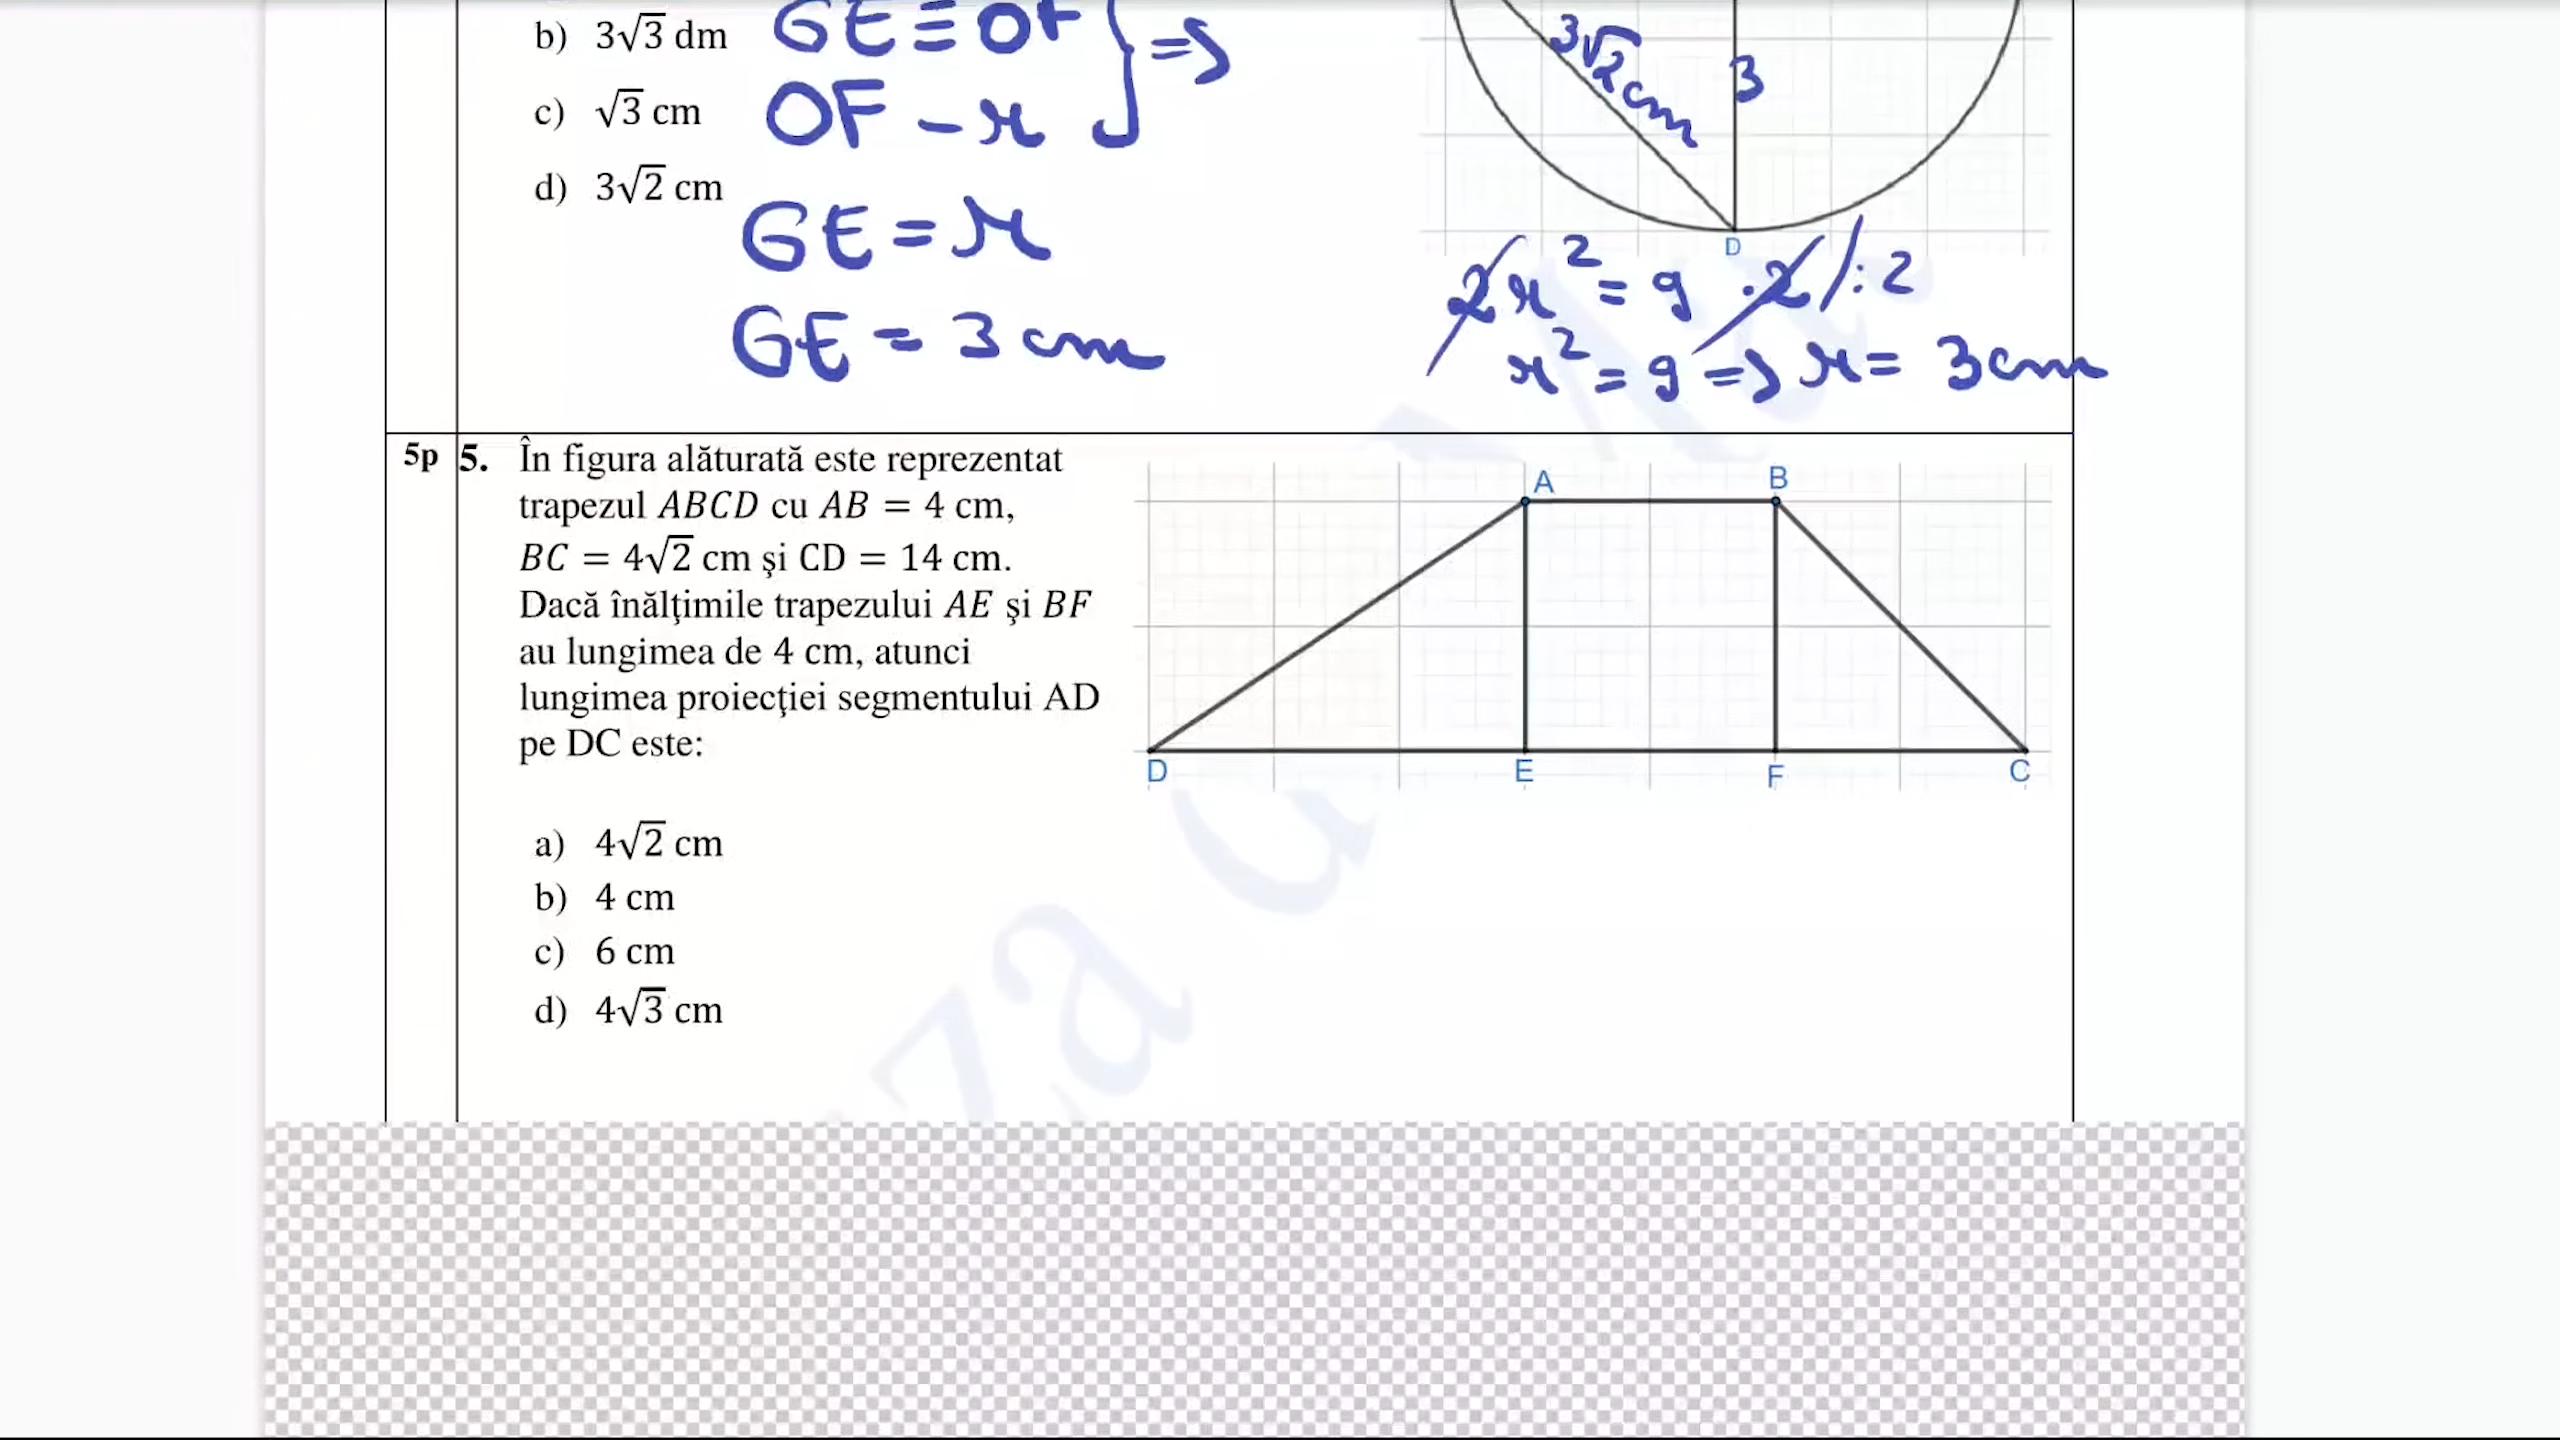 b) 3√3 dm GE ≡ OF } =>
c) √3 cm OF - r
d) 3√2 cm
GE = r
GE = 3 cm
3√2 cm
3
D
2r² = 9 · 2 /: 2
r² = 9 => r = 3 cm
5p 5. În figura alăturată este reprezentat
trapezul ABCD cu AB = 4 cm,
BC = 4√2 cm şi CD = 14 cm.
Dacă înălţimile trapezului AE şi BF
au lungimea de 4 cm, atunci
lungimea proiecţiei segmentului AD
pe DC este:
a) 4√2 cm
b) 4 cm
c) 6 cm
d) 4√3 cm
A B
D E F C